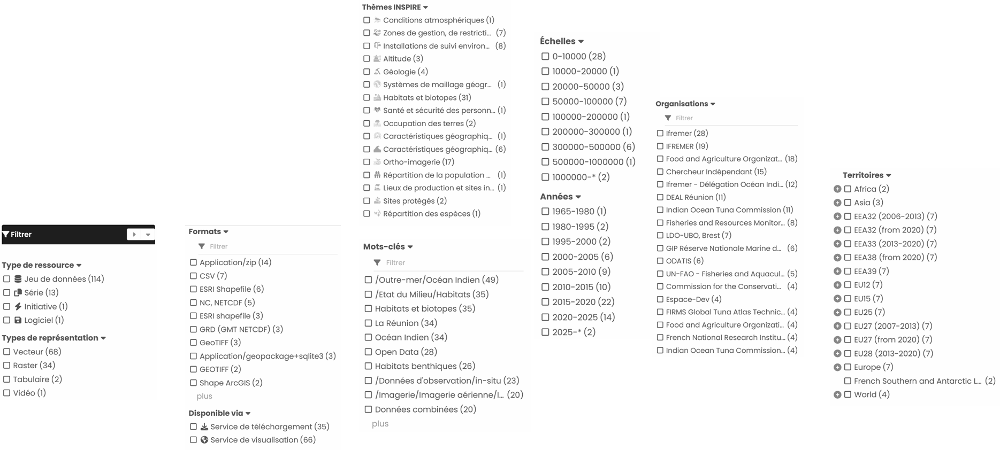 Filtrer
Type de ressource
Jeu de données (114)
Série (13)
Initiative (1)
Logiciel (1)
Types de représentation
Vecteur (68)
Raster (34)
Tabulaire (2)
Vidéo (1)
Formats
Filtrer
Application/zip (14)
CSV (7)
ESRI Shapefile (6)
NC, NETCDF (5)
ESRI shapefile (3)
GRD (GMT NETCDF) (3)
GeoTIFF (3)
Application/geopackage+sqlite3 (3)
GEOTIFF (2)
Shape ArcGIS (2)
plus
Disponible via
Service de téléchargement (35)
Service de visualisation (66)
Thèmes INSPIRE
Conditions atmosphériques (1)
Zones de gestion, de restricti... (7)
Installations de suivi environ... (8)
Altitude (3)
Géologie (4)
Systèmes de maillage géogr... (1)
Habitats et biotopes (31)
Santé et sécurité des personn... (1)
Occupation des terres (2)
Caractéristiques géographiq... (1)
Caractéristiques géographiq... (6)
Ortho-imagerie (17)
Répartition de la population ... (1)
Lieux de production et sites in... (1)
Sites protégés (2)
Répartition des espèces (1)
Mots-clés
Filtrer
/Outre-mer/Océan Indien (49)
/Etat du Milieu/Habitats (35)
Habitats et biotopes (35)
La Réunion (34)
Océan Indien (34)
Open Data (28)
Habitats benthiques (26)
/Données d'observation/in-situ (23)
/Imagerie/Imagerie aérienne/I... (20)
Données combinées (20)
plus
Échelles
0-10000 (28)
10000-20000 (1)
20000-50000 (3)
50000-100000 (7)
100000-200000 (1)
200000-300000 (1)
300000-500000 (6)
500000-1000000 (1)
1000000-* (2)
Années
1965-1980 (1)
1980-1995 (2)
1995-2000 (2)
2000-2005 (6)
2005-2010 (9)
2010-2015 (10)
2015-2020 (22)
2020-2025 (14)
2025-* (2)
Organisations
Filtrer
Ifremer (28)
IFREMER (19)
Food and Agriculture Organizat... (18)
Chercheur Indépendant (15)
Ifremer - Délégation Océan Indi... (12)
DEAL Réunion (11)
Indian Ocean Tuna Commission (11)
Fisheries and Resources Monitor... (8)
LDO-UBO, Brest (7)
GIP Réserve Nationale Marine d... (6)
ODATIS (6)
UN-FAO - Fisheries and Aquacul... (5)
Commission for the Conservati... (4)
Espace-Dev (4)
FIRMS Global Tuna Atlas Technic... (4)
Food and Agriculture Organizati... (4)
French National Research Institu... (4)
Indian Ocean Tuna Commission... (4)
Territoires
Africa (2)
Asia (3)
EEA32 (2006-2013) (7)
EEA32 (from 2020) (7)
EEA33 (2013-2020) (7)
EEA38 (from 2020) (7)
EEA39 (7)
EU12 (7)
EU15 (7)
EU25 (7)
EU27 (2007-2013) (7)
EU27 (from 2020) (7)
EU28 (2013-2020) (7)
Europe (7)
French Southern and Antarctic L... (2)
World (4)